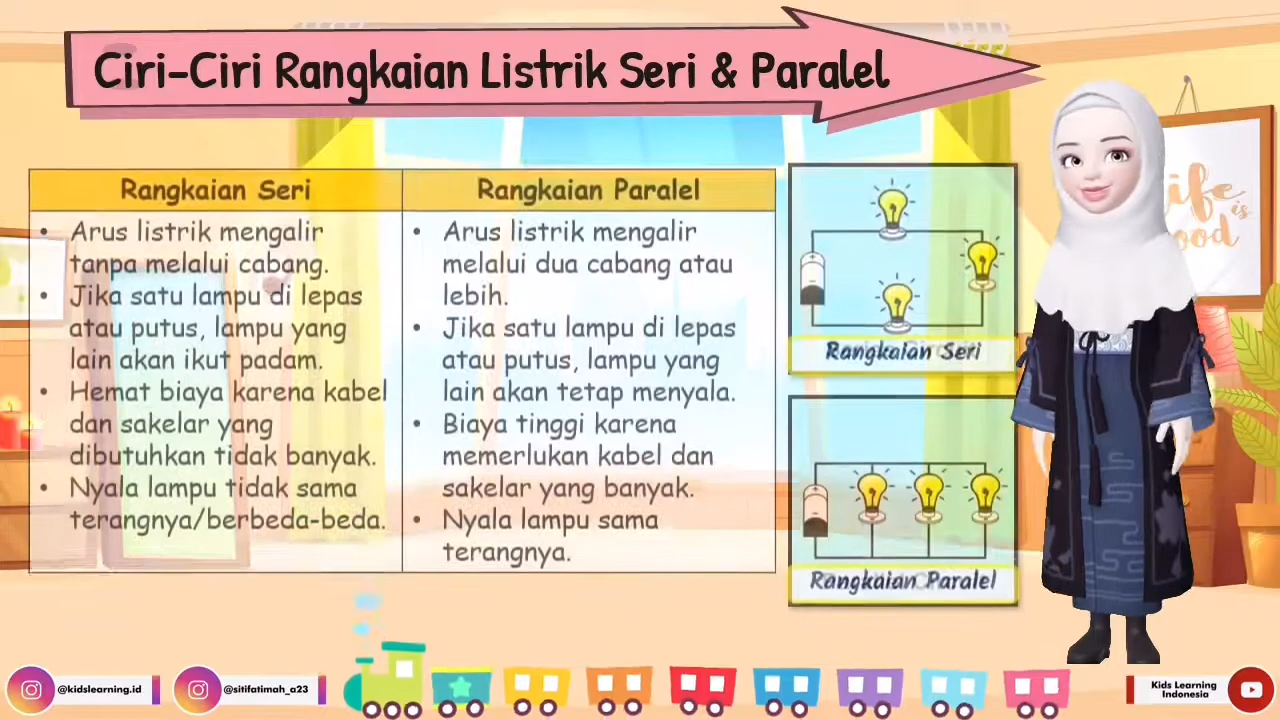 Ciri-Ciri Rangkaian Listrik Seri & Paralel
Rangkaian Seri
• Arus listrik mengalir
tanpa melalui cabang.
• Jika satu lampu di lepas
atau putus, lampu yang
lain akan ikut padam.
• Hemat biaya karena kabel
dan sakelar yang
dibutuhkan tidak banyak.
• Nyala lampu tidak sama
terangnya/berbeda-beda.
Rangkaian Paralel
• Arus listrik mengalir
melalui dua cabang atau
lebih.
• Jika satu lampu di lepas
atau putus, lampu yang
lain akan tetap menyala.
• Biaya tinggi karena
memerlukan kabel dan
sakelar yang banyak.
• Nyala lampu sama
terangnya.
Rangkaian Seri
Rangkaian Paralel
life
is
good
@kidslearning.id
@sitifatimah_a23
Kids Learning
Indonesia